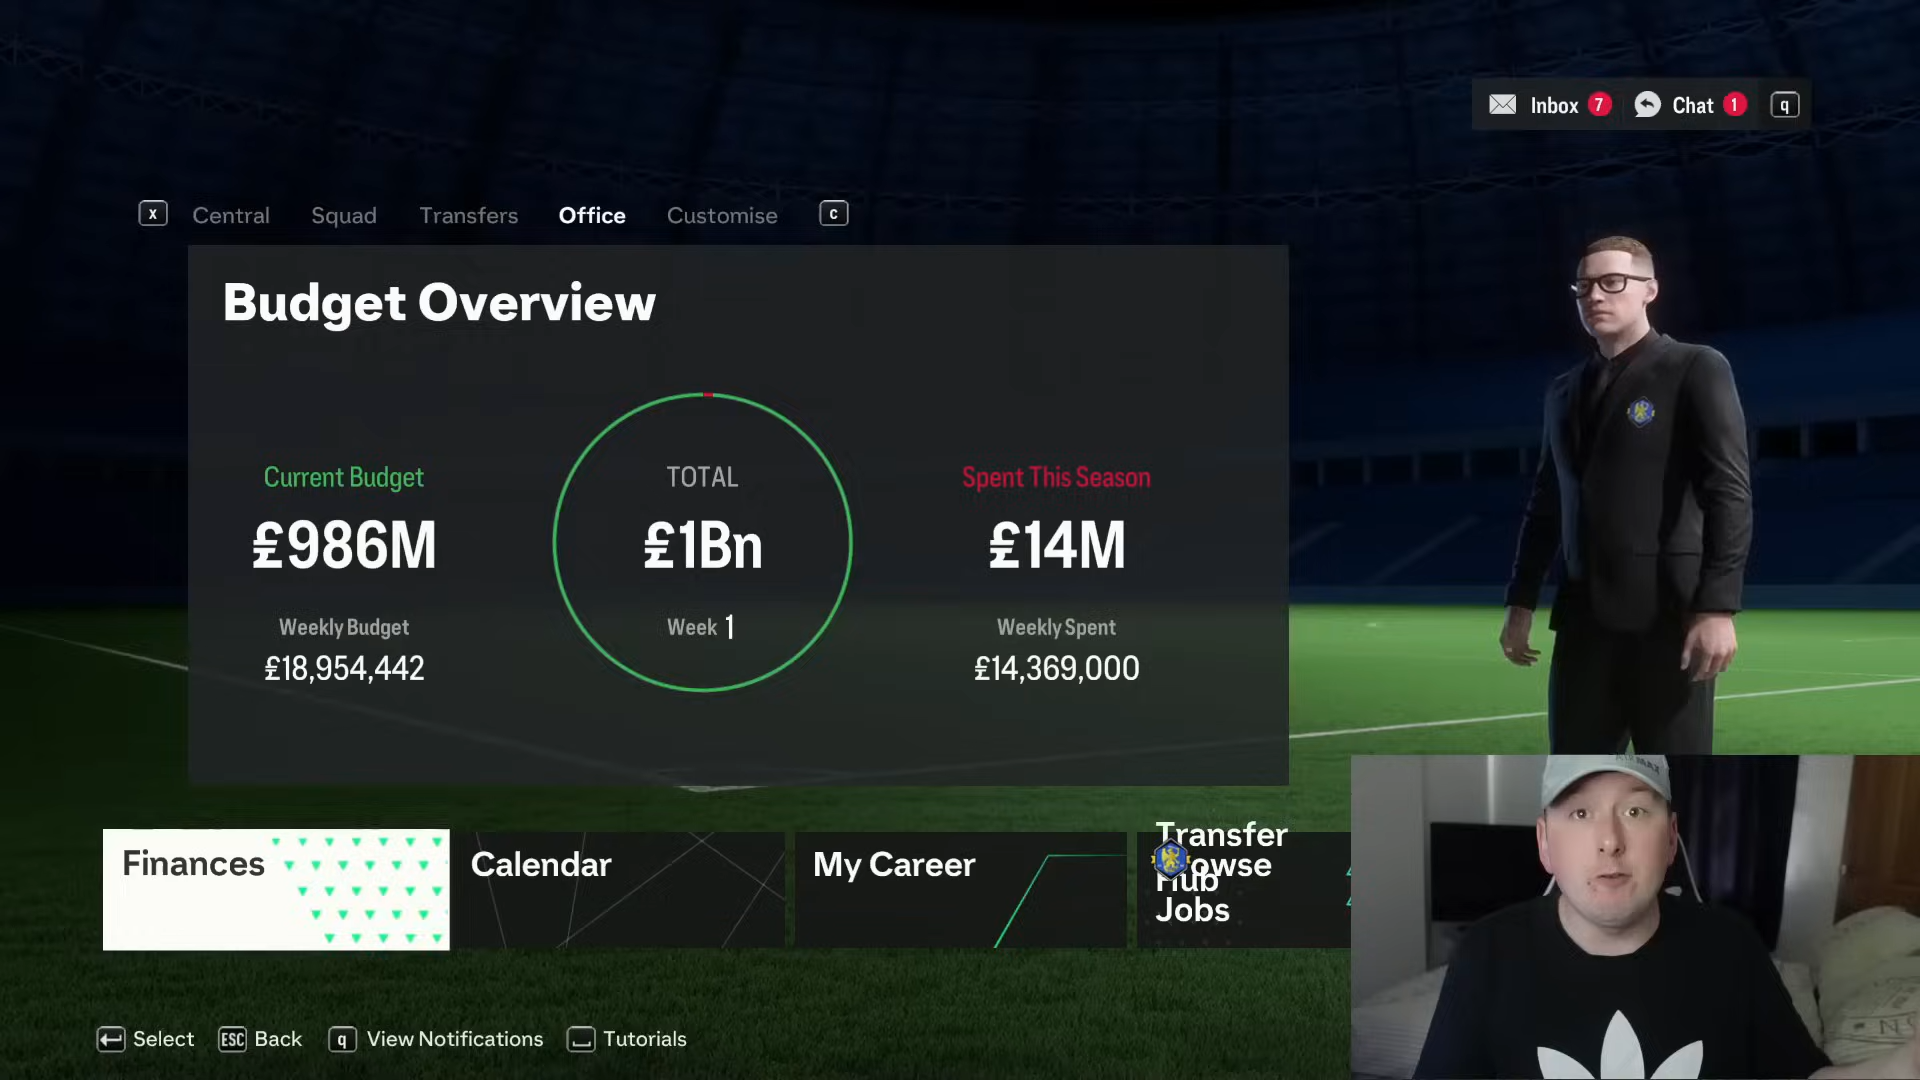 Inbox 7 Chat 1 q
x Central Squad Transfers Office Customise c
Budget Overview
Current Budget
£986M
Weekly Budget
£18,954,442
TOTAL
£1Bn
Week 1
Spent This Season
£14M
Weekly Spent
£14,369,000
Finances
Calendar
My Career
Transfer
owse
Hub
Jobs
Select ESC Back q View Notifications Tutorials